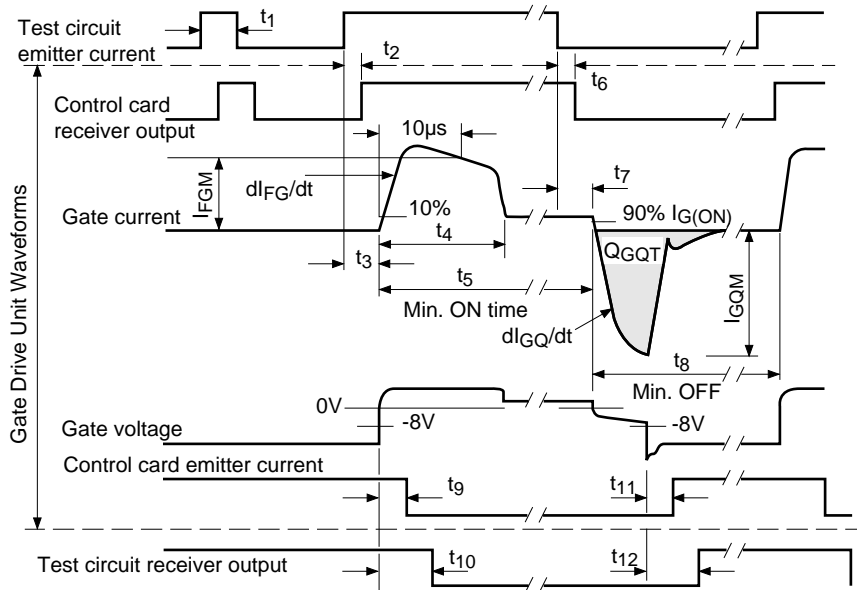 Test circuit
emitter current
t1
t2
t6
Control card
receiver output
10µs
t7
IFGM
dIFG/dt
90% IG(ON)
Gate current
10%
t4
QGQT
t3
t5
IGQM
Min. ON time
dIGQ/dt
t8
Min. OFF
0V
-8V
-8V
Gate voltage
Control card emitter current
t9
t11
Test circuit receiver output
t10
t12
Gate Drive Unit Waveforms